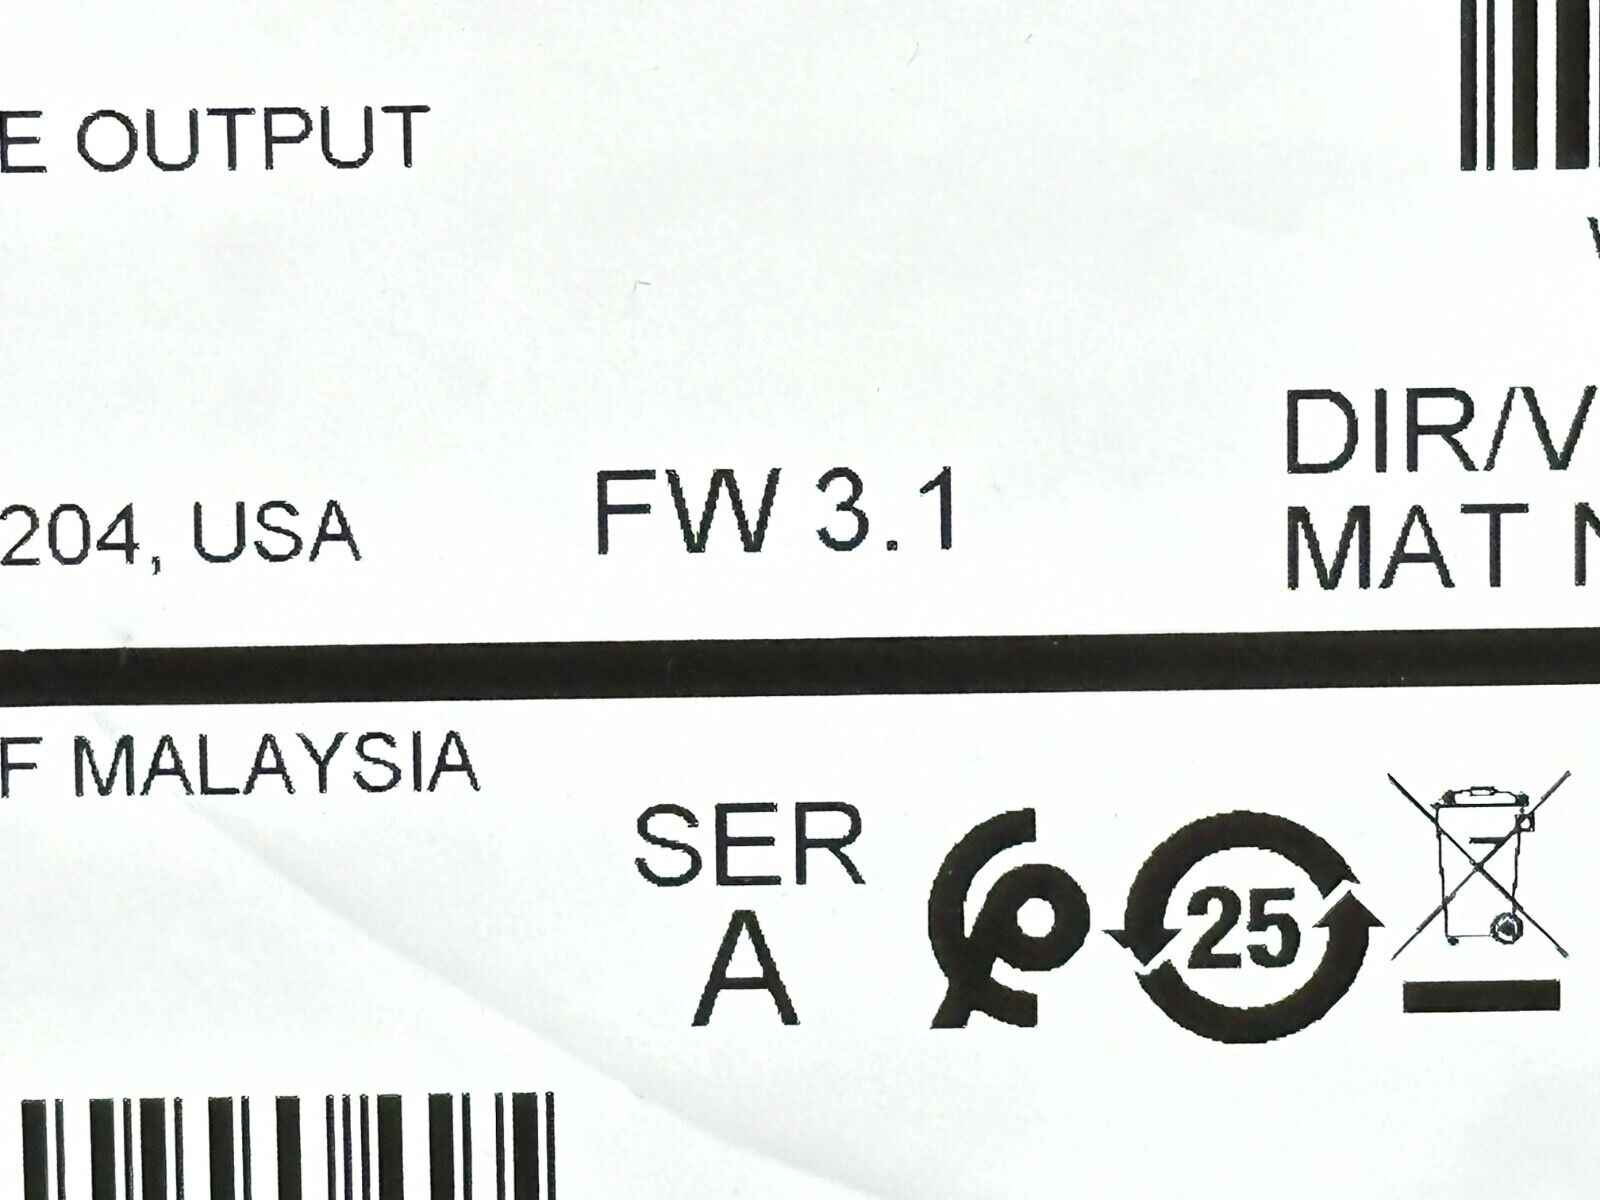 E OUTPUT
DIR/V
204, USA
FW 3.1
MAT
F MALAYSIA
SER
A
25